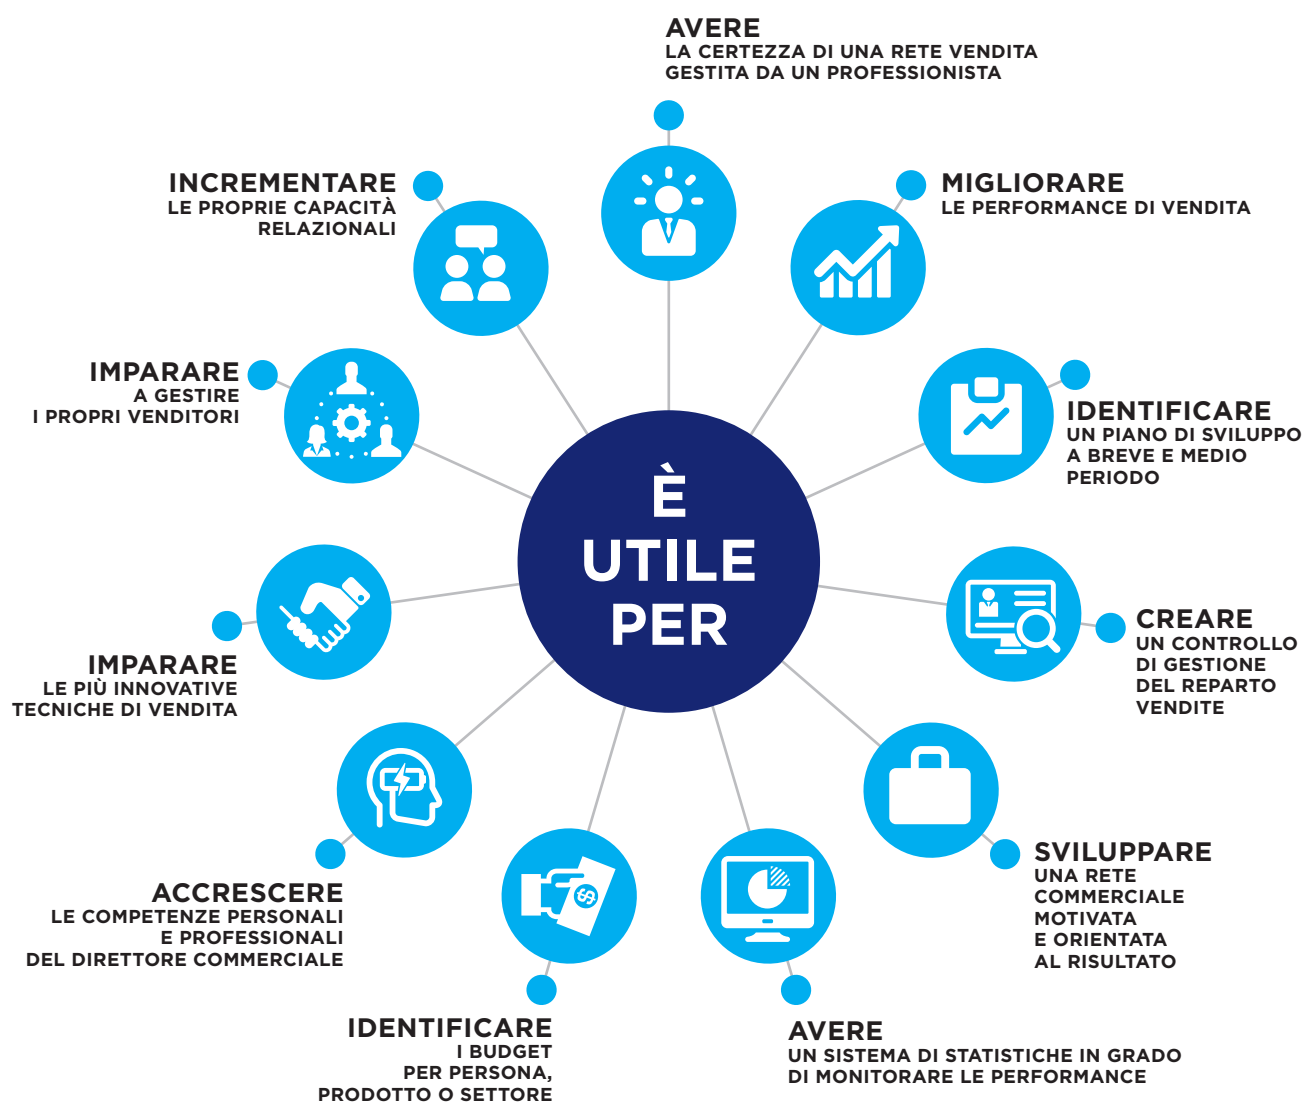 AVERE
LA CERTEZZA DI UNA RETE VENDITA
GESTITA DA UN PROFESSIONISTA
MIGLIORARE
LE PERFORMANCE DI VENDITA
IDENTIFICARE
UN PIANO DI SVILUPPO
A BREVE E MEDIO
PERIODO
CREARE
UN CONTROLLO
DI GESTIONE
DEL REPARTO
VENDITE
SVILUPPARE
UNA RETE
COMMERCIALE
MOTIVATA
E ORIENTATA
AL RISULTATO
AVERE
UN SISTEMA DI STATISTICHE IN GRADO
DI MONITORARE LE PERFORMANCE
IDENTIFICARE
I BUDGET
PER PERSONA,
PRODOTTO O SETTORE
ACCRESCERE
LE COMPETENZE PERSONALI
E PROFESSIONALI
DEL DIRETTORE COMMERCIALE
IMPARARE
LE PIÙ INNOVATIVE
TECNICHE DI VENDITA
IMPARARE
A GESTIRE
I PROPRI VENDITORI
INCREMENTARE
LE PROPRIE CAPACITÀ
RELAZIONALI
È
UTILE
PER
$